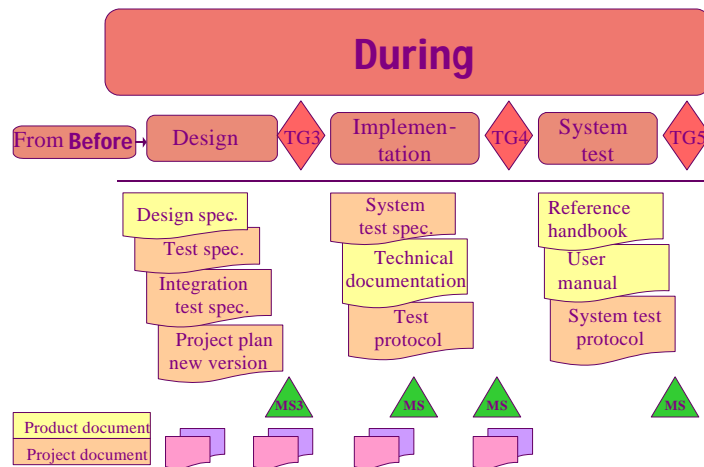 During
From Before
Design
TG3
Implemen-
tation
TG4
System
test
TG5
Design spec.
Test spec.
Integration
test spec.
Project plan
new version
System
test spec.
Technical
documentation
Test
protocol
Reference
handbook
User
manual
System test
protocol
MS3
MS
MS
MS
Product document
Project document